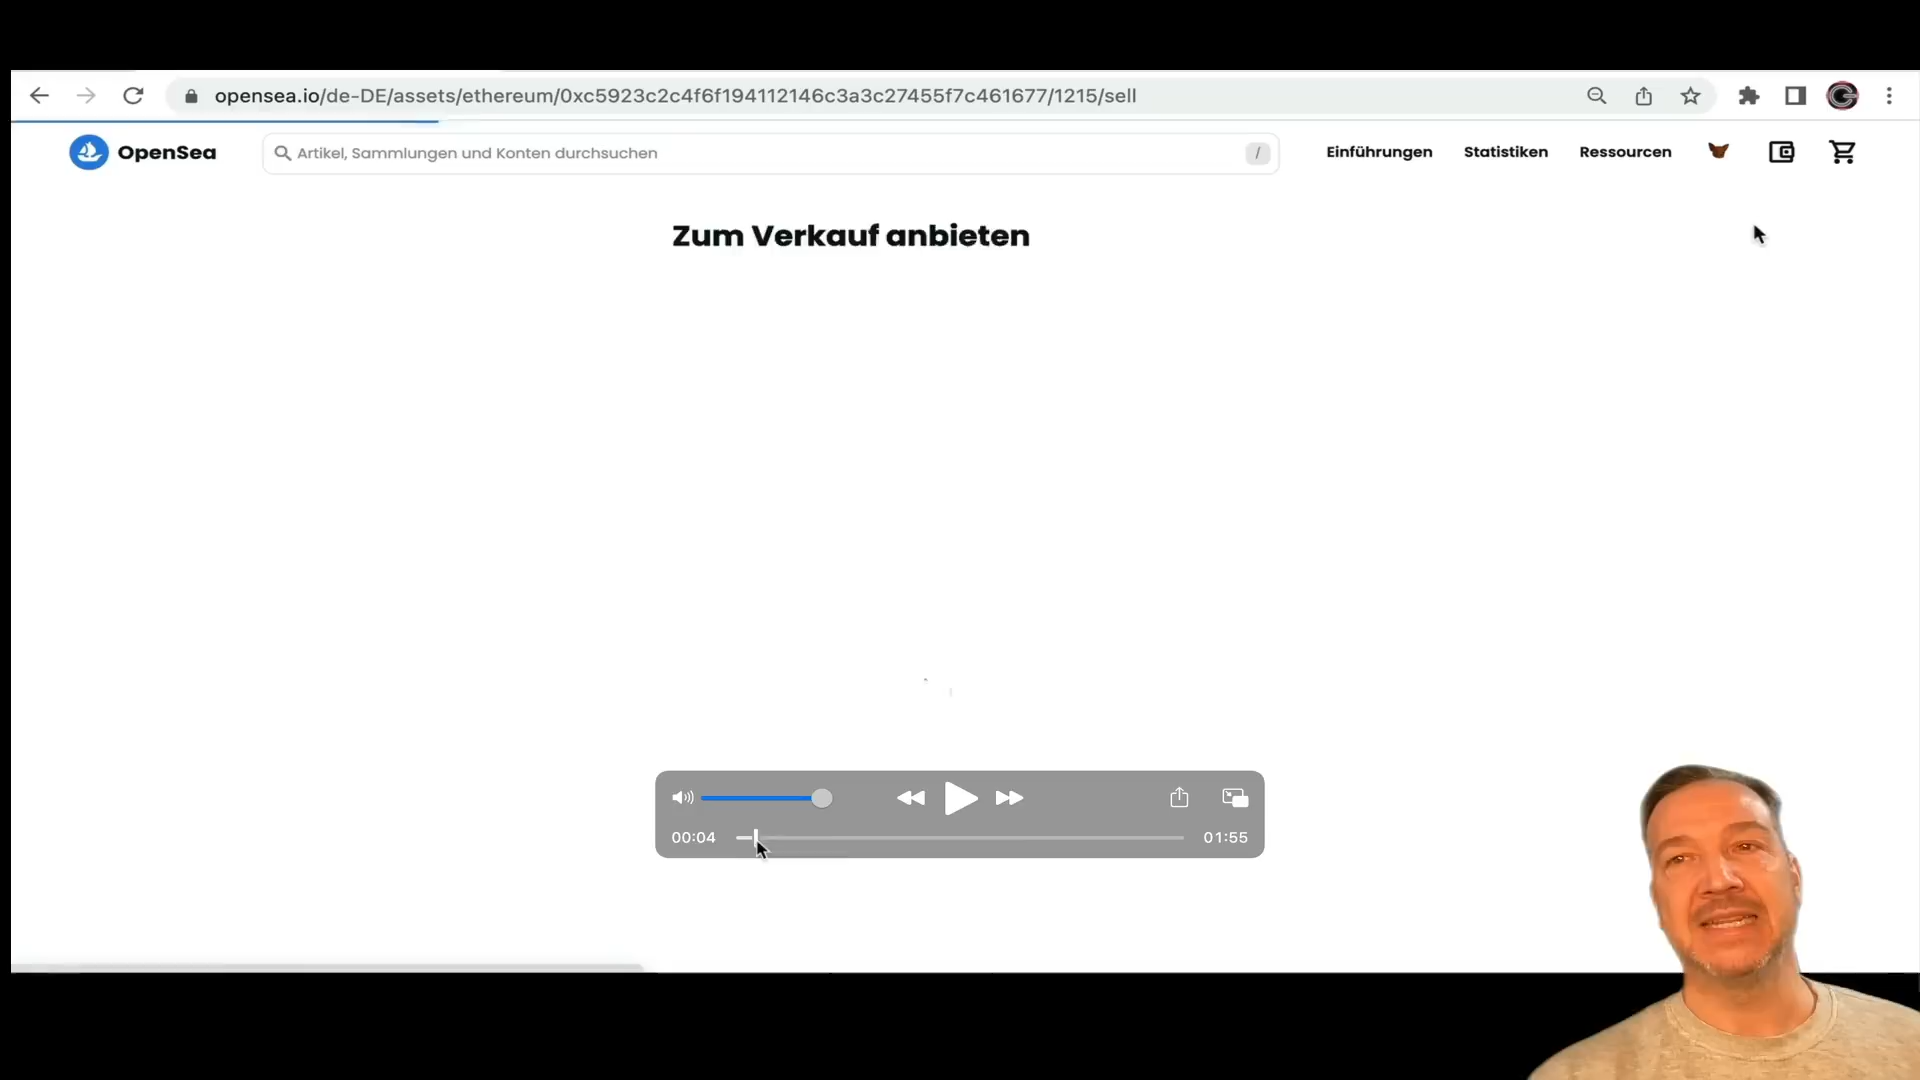 opensea.io/de-DE/assets/ethereum/0xc5923c2c4f6f194112146c3a3c27455f7c461677/1215/sell
OpenSea
Artikel, Sammlungen und Konten durchsuchen
/
Einführungen
Statistiken
Ressourcen
Zum Verkauf anbieten
00:04
01:55